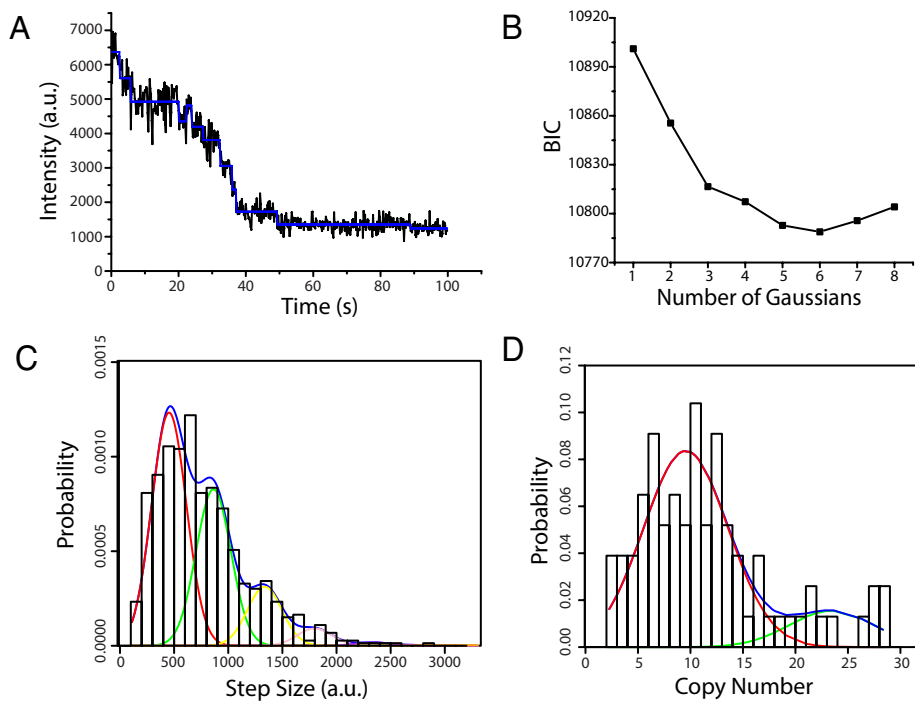 A
7000
6000
5000
4000
3000
2000
1000
0
Intensity (a.u.)
0 20 40 60 80 100
Time (s)
B
10920
10890
10860
10830
10800
10770
BIC
1 2 3 4 5 6 7 8
Number of Gaussians
C
0.0015
0.0010
0.0005
0.0000
Probability
0 500 1000 1500 2000 2500 3000
Step Size (a.u.)
D
0.12
0.10
0.08
0.06
0.04
0.02
0.00
Probability
0 5 10 15 20 25 30
Copy Number